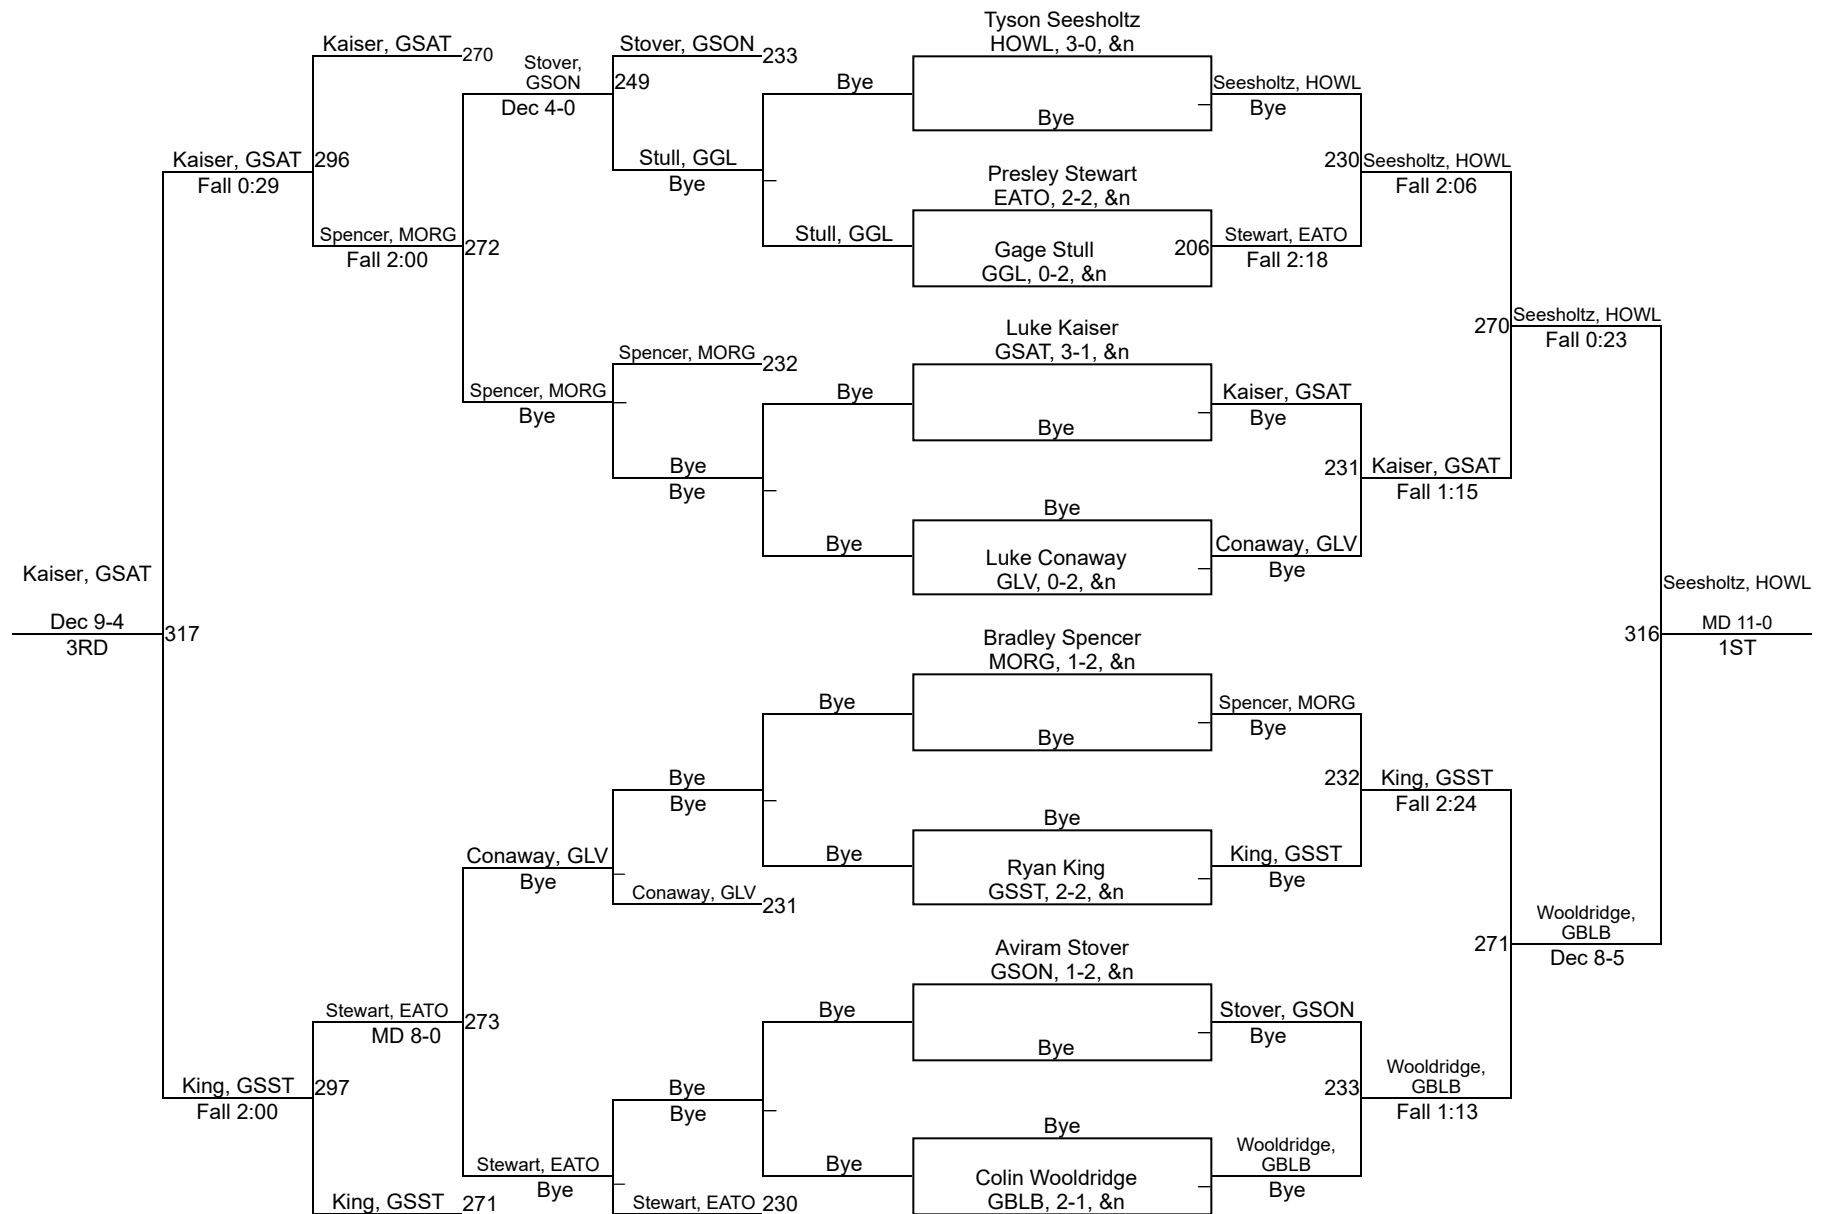 Tyson Seesholtz
HOWL, 3-0, &n
Kaiser, GSAT
270
Stover, GSON
233
Stover,
GSON
249
Dec 4-0
Bye
Seesholtz, HOWL
Bye
Bye
Kaiser, GSAT
296
Fall 0:29
Stull, GGL
Bye
Presley Stewart
EATO, 2-2, &n
230
Seesholtz, HOWL
Fall 2:06
Spencer, MORG
272
Fall 2:00
Stull, GGL
Gage Stull
206
GGL, 0-2, &n
Stewart, EATO
Fall 2:18
Luke Kaiser
GSAT, 3-1, &n
270
Seesholtz, HOWL
Fall 0:23
Spencer, MORG
232
Spencer, MORG
Bye
Bye
Bye
Kaiser, GSAT
Bye
Bye
Bye
231
Kaiser, GSAT
Fall 1:15
Bye
Bye
Luke Conaway
GLV, 0-2, &n
Conaway, GLV
Bye
Kaiser, GSAT
Dec 9-4
317
3RD
Seesholtz, HOWL
316
MD 11-0
1ST
Bradley Spencer
MORG, 1-2, &n
Bye
Bye
Spencer, MORG
Bye
Bye
Bye
232
King, GSST
Fall 2:24
Bye
Conaway, GLV
Bye
Bye
Ryan King
GSST, 2-2, &n
King, GSST
Bye
Conaway, GLV
231
Wooldridge,
GBLB
271
Dec 8-5
Aviram Stover
GSON, 1-2, &n
Stewart, EATO
273
MD 8-0
Bye
Bye
Stover, GSON
Bye
King, GSST
297
Fall 2:00
Bye
Bye
233
Wooldridge,
GBLB
Fall 1:13
Bye
Stewart, EATO
Bye
Bye
Colin Wooldridge
GBLB, 2-1, &n
Wooldridge,
GBLB
Bye
King, GSST
271
Stewart, EATO
230